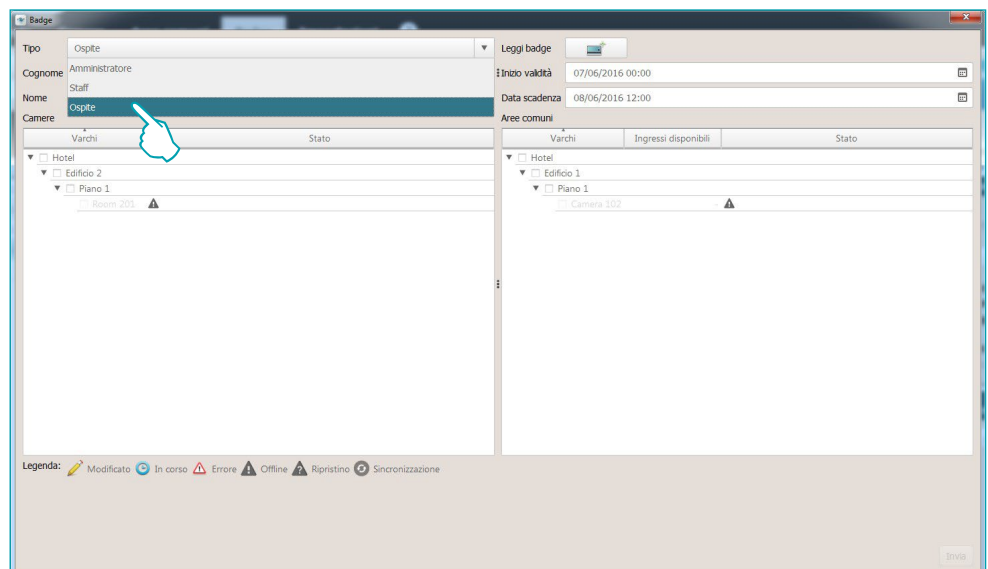 Badge
Tipo Ospite
Amministratore
Staff
Ospite
Cognome
Nome
Camere
Leggi badge
Inizio validità 07/06/2016 00:00
Data scadenza 08/06/2016 12:00
Aree comuni
Varchi Stato
Hotel
Edificio 2
Piano 1
Room 201
Varchi Ingressi disponibili Stato
Hotel
Edificio 1
Piano 1
Camera 102 -
Legenda: Modificato In corso Errore Offline Ripristino Sincronizzazione
Invia